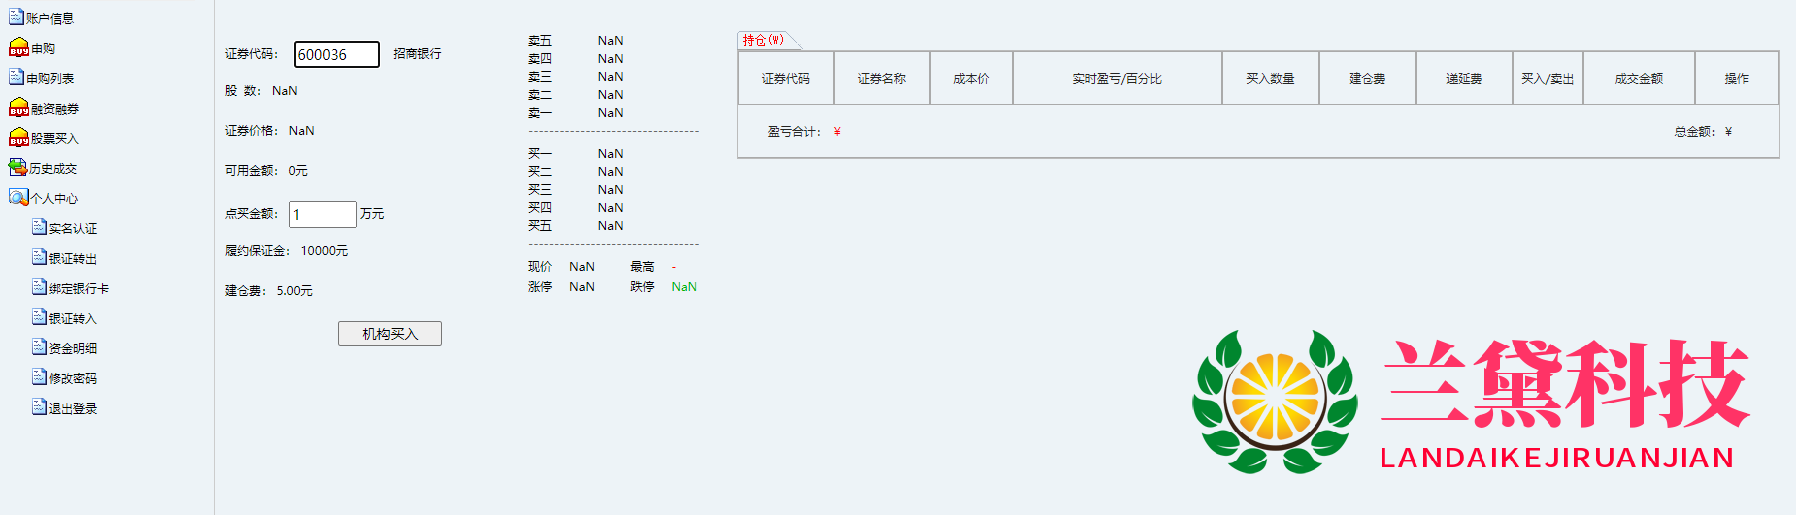 账户信息
BUY 申购
申购列表
BUY 融资融券
BUY 股票买入
历史成交
个人中心
实名认证
银证转出
绑定银行卡
银证转入
资金明细
修改密码
退出登录
证券代码： 600036 招商银行
股 数： NaN
证券价格： NaN
可用金额： 0元
点买金额： 1 万元
履约保证金： 10000元
建仓费： 5.00元
机构买入
卖五 NaN
卖四 NaN
卖三 NaN
卖二 NaN
卖一 NaN
买一 NaN
买二 NaN
买三 NaN
买四 NaN
买五 NaN
现价 NaN 最高 -
涨停 NaN 跌停 NaN
持仓(W)
证券代码 证券名称 成本价 实时盈亏/百分比 买入数量 建仓费 递延费 买入/卖出 成交金额 操作
盈亏合计： ¥ 总金额：¥
兰黛科技
LANDAIKEJIRUANJIAN